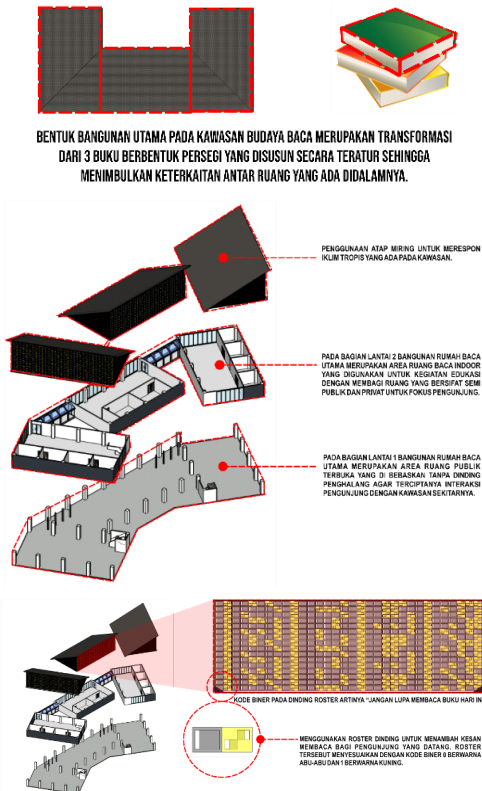 BENTUK BANGUNAN UTAMA PADA KAWASAN BUDAYA BACA MERUPAKAN TRANSFORMASI
DARI 3 BUKU BERBENTUK PERSEGI YANG DISUSUN SECARA TERATUR SEHINGGA
MENIMBULKAN KETERKAITAN ANTAR RUANG YANG ADA DIDALAMNYA.
PENGGUNAAN ATAP MIRING UNTUK MERESPON
IKLIM TROPIS YANG ADA PADA KAWASAN.
PADA BAGIAN LANTAI 2 BANGUNAN RUMAH BACA
UTAMA MERUPAKAN AREA RUANG BACA INDOOR
YANG DIGUNAKAN UNTUK KEGIATAN EDUKASI
DENGAN MEMBAGI RUANG YANG BERSIFAT SEMI
PUBLIK DAN PRIVAT UNTUK FOKUS PENGUNJUNG.
PADA BAGIAN LANTAI 1 BANGUNAN RUMAH BACA
UTAMA MERUPAKAN AREA RUANG PUBLIK
TERBUKA YANG DI BEBASKAN TANPA DINDING
PENGHALANG AGAR TERCIPTANYA INTERAKSI
PENGUNJUNG DENGAN KAWASAN SEKITARNYA.
KODE BINER PADA DINDING ROSTER ARTINYA "JANGAN LUPA MEMBACA BUKU HARI IN
MENGGUNAKAN ROSTER DINDING UNTUK MENAMBAH KESAN
MEMBACA BAGI PENGUNJUNG YANG DATANG. ROSTER
TERSEBUT MENYESUAIKAN DENGAN KODE BINER 0 BERWARNA
ABU-ABU DAN 1 BERWARNA KUNING.